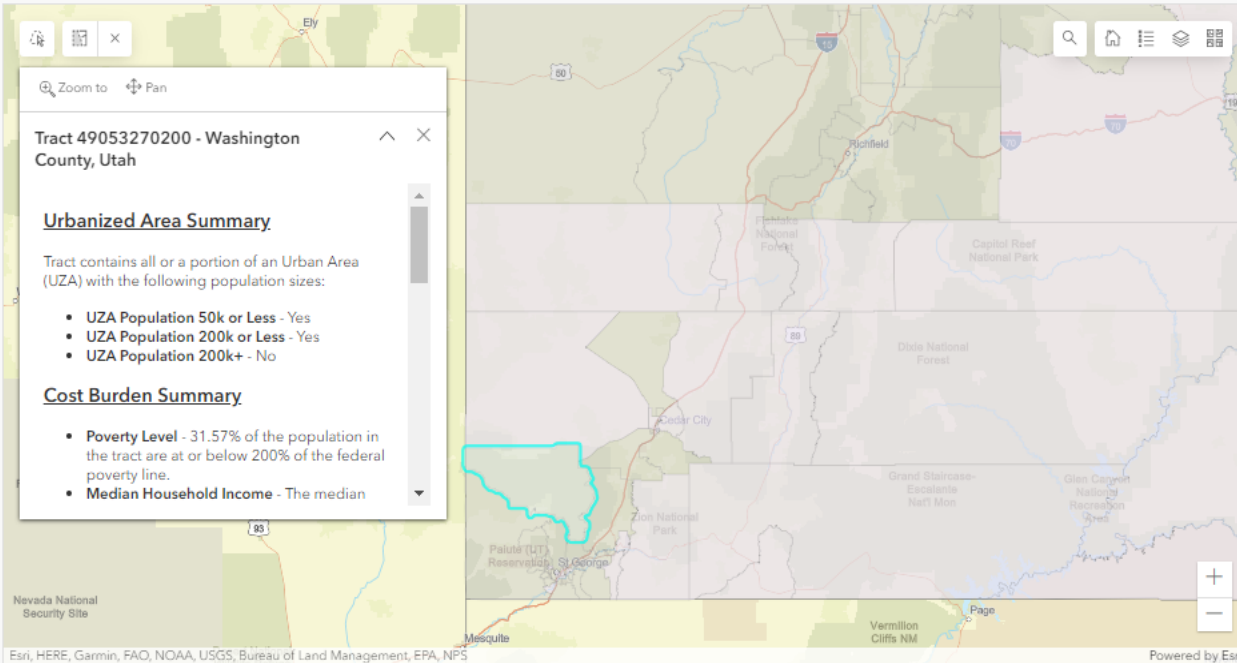 Ely
15
50
Zoom to
Pan
19
70
70
Tract 49053270200 - Washington
County, Utah
Richfield
Urbanized Area Summary
Fishlake
National
Forest
Capitol Reef
National Park
Tract contains all or a portion of an Urban Area
(UZA) with the following population sizes:
UZA Population 50k or Less - Yes
UZA Population 200k or Less - Yes
UZA Population 200k+ - No
89
Dixie National
Forest
Cost Burden Summary
Cedar City
Poverty Level - 31.57% of the population in
the tract are at or below 200% of the federal
poverty line.
Median Household Income - The median
Grand Staircase-
Escalante
Nat'l Mon
Glen Canyon
National
Recreation
Area
93
Zion National
Park
Paiute (UT)
Reservation
St George
Nevada National
Security Site
Page
Vermilion
Cliffs NM
Mesquite
Esri, HERE, Garmin, FAO, NOAA, USGS, Bureau of Land Management, EPA, NPS
Powered by Esr